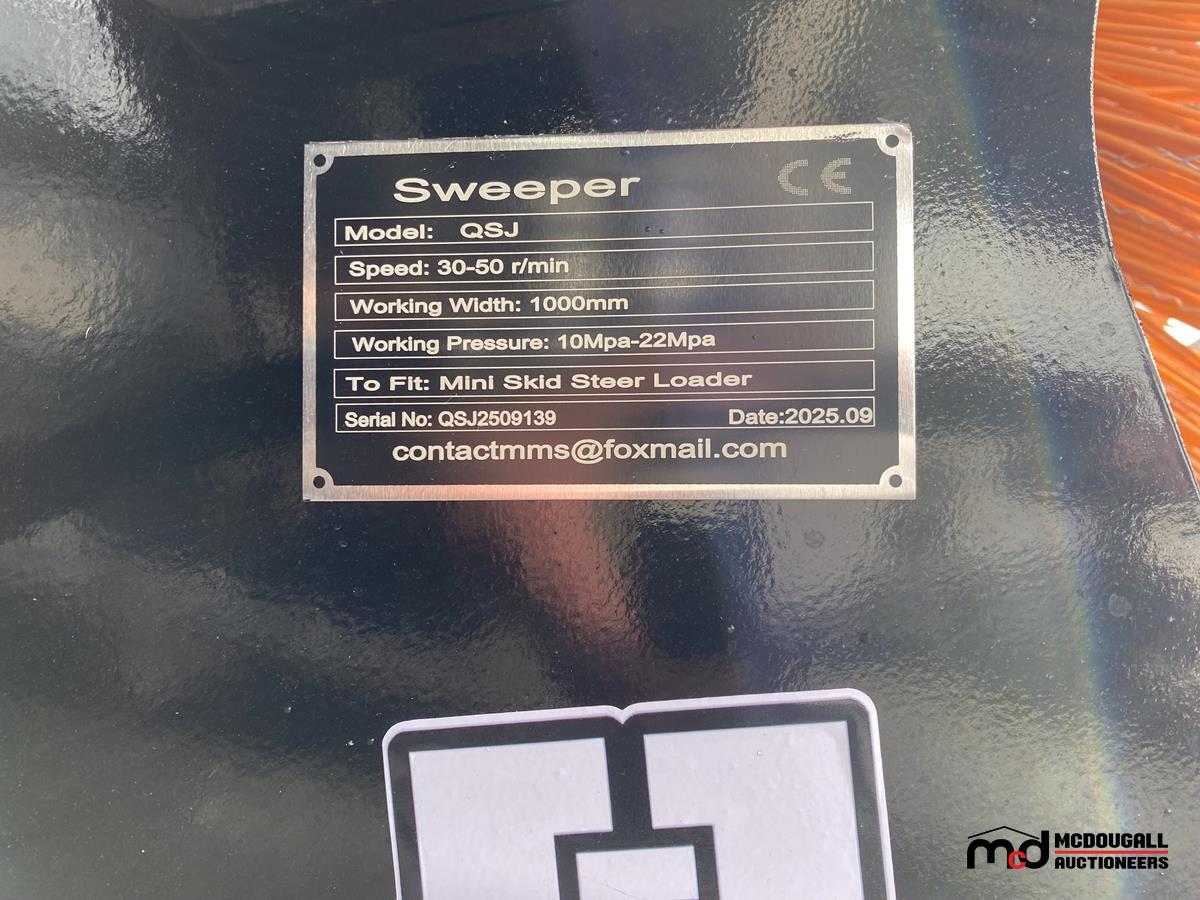 Sweeper CE
Model: QSJ
Speed: 30-50 r/min
Working Width: 1000mm
Working Pressure: 10Mpa-22Mpa
To Fit: Mini Skid Steer Loader
Serial No: QSJ2509139 Date:2025.09
contactmms@foxmail.com
mcd MCDOUGALL
AUCTIONEERS